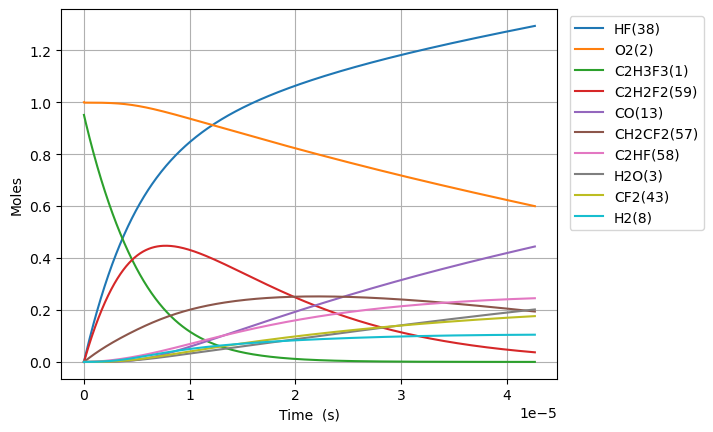 1.2
1.0
0.8
0.6
0.4
0.2
0.0
Moles
0
1
2
3
4
1e-5
Time (s)
HF(38)
O2(2)
C2H3F3(1)
C2H2F2(59)
CO(13)
CH2CF2(57)
C2HF(58)
H2O(3)
CF2(43)
H2(8)